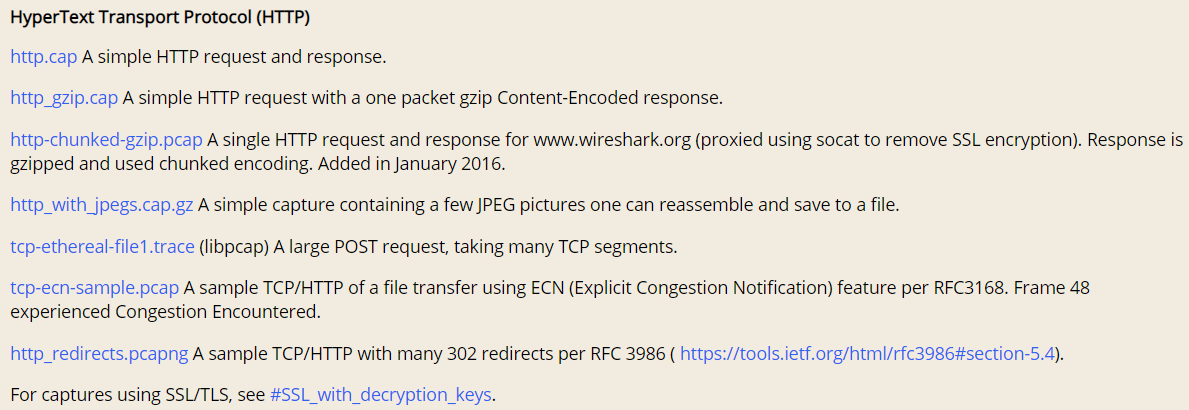 HyperText Transport Protocol (HTTP)
http.cap A simple HTTP request and response.
http_gzip.cap A simple HTTP request with a one packet gzip Content-Encoded response.
http-chunked-gzip.pcap A single HTTP request and response for www.wireshark.org (proxied using socat to remove SSL encryption). Response is
gzipped and used chunked encoding. Added in January 2016.
http_with_jpegs.cap.gz A simple capture containing a few JPEG pictures one can reassemble and save to a file.
tcp-ethereal-file1.trace (libpcap) A large POST request, taking many TCP segments.
tcp-ecn-sample.pcap A sample TCP/HTTP of a file transfer using ECN (Explicit Congestion Notification) feature per RFC3168. Frame 48
experienced Congestion Encountered.
http_redirects.pcapng A sample TCP/HTTP with many 302 redirects per RFC 3986 ( https://tools.ietf.org/html/rfc3986#section-5.4).
For captures using SSL/TLS, see #SSL_with_decryption_keys.